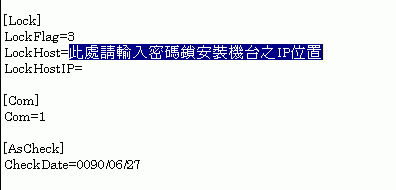 [Lock]
LockFlag=3
LockHost=此處請輸入密碼鎖安裝機台之IP位置
LockHostIP=
[Com]
Com=1
[AsCheck]
CheckDate=0090/06/27